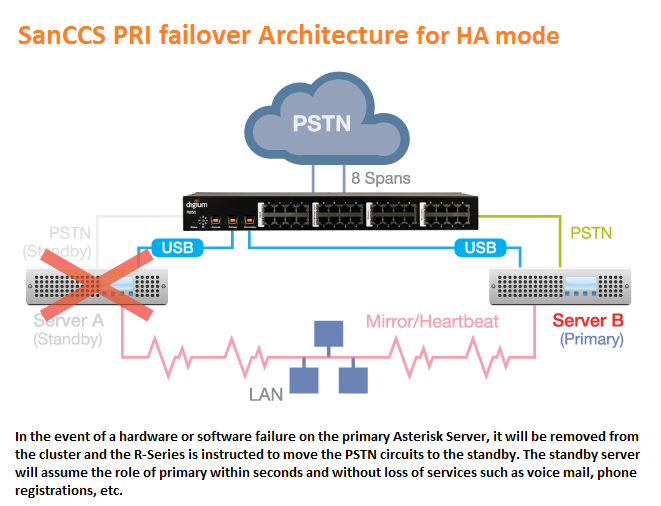 SanCCS PRI failover Architecture for HA mode
PSTN
8 Spans
digium
PSTN
(Standby)
USB
USB
PSTN
Server A
(Standby)
Mirror/Heartbeat
Server B
(Primary)
LAN
In the event of a hardware or software failure on the primary Asterisk Server, it will be removed from
the cluster and the R-Series is instructed to move the PSTN circuits to the standby. The standby server
will assume the role of primary within seconds and without loss of services such as voice mail, phone
registrations, etc.